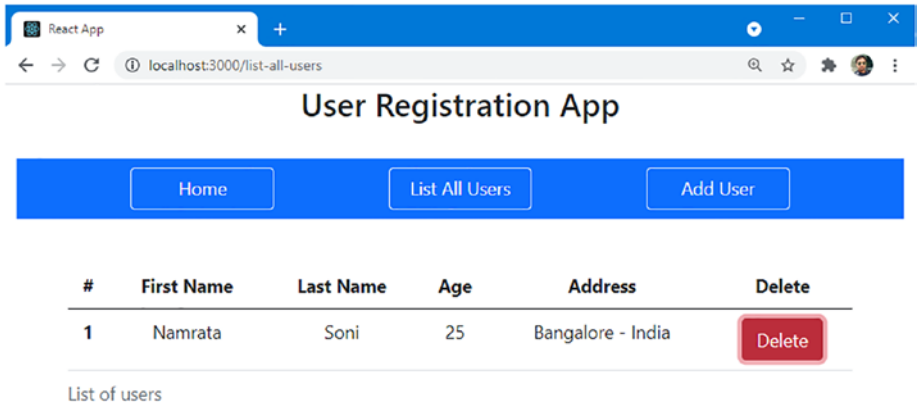 React App
localhost:3000/list-all-users
User Registration App
Home List All Users Add User
# First Name Last Name Age Address Delete
1 Namrata Soni 25 Bangalore - India Delete
List of users